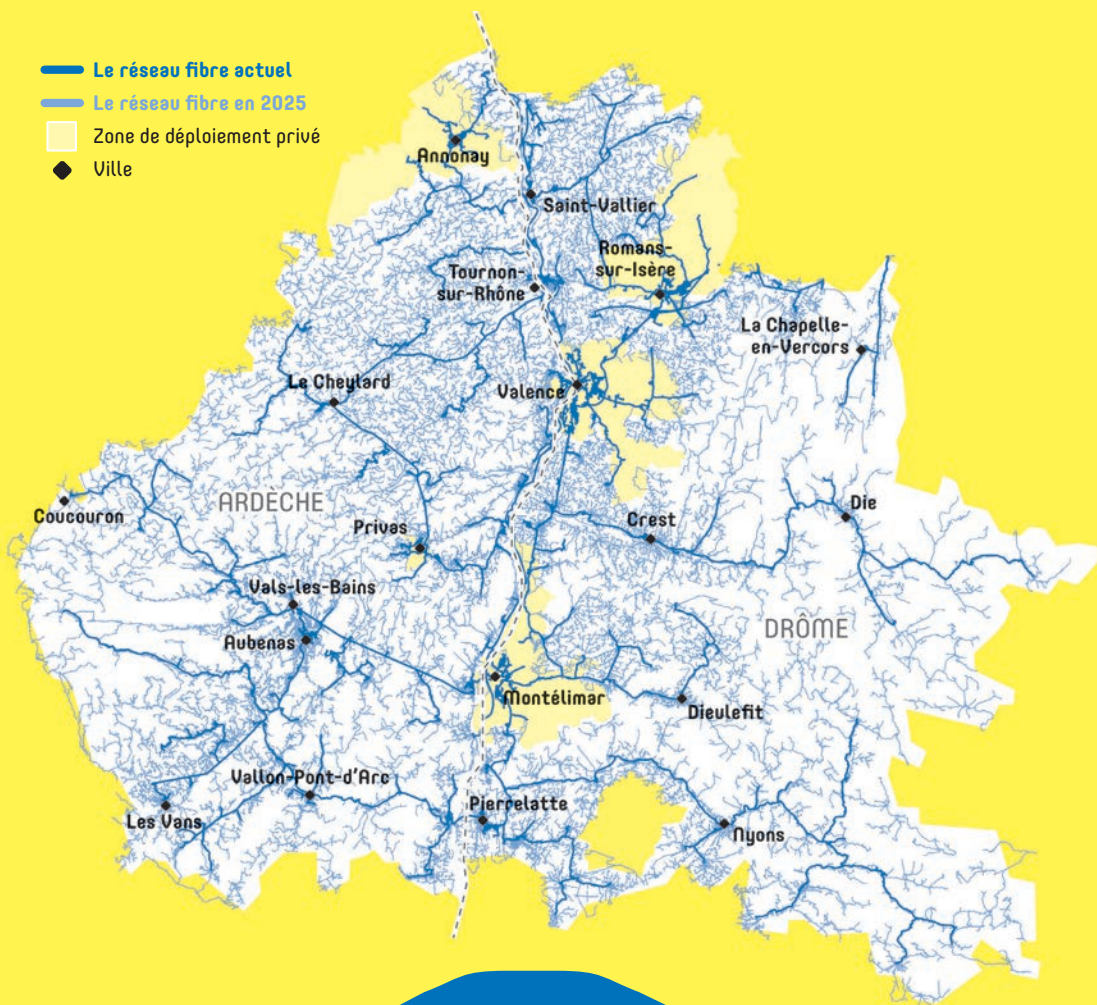 Le réseau fibre actuel
Le réseau fibre en 2025
Zone de déploiement privé
Ville
Annonay
Saint-Vallier
Romans-
sur-Isère
Tournon-
sur-Rhône
La Chapelle-
en-Vercors
Le Cheylard
Valence
ARDÈCHE
Coucouron
Privas
Crest
Die
Vals-les-Bains
Aubenas
DRÔME
Montélimar
Dieulefit
Vallon-Pont-d'Arc
Les Vans
Pierrelatte
Nyons